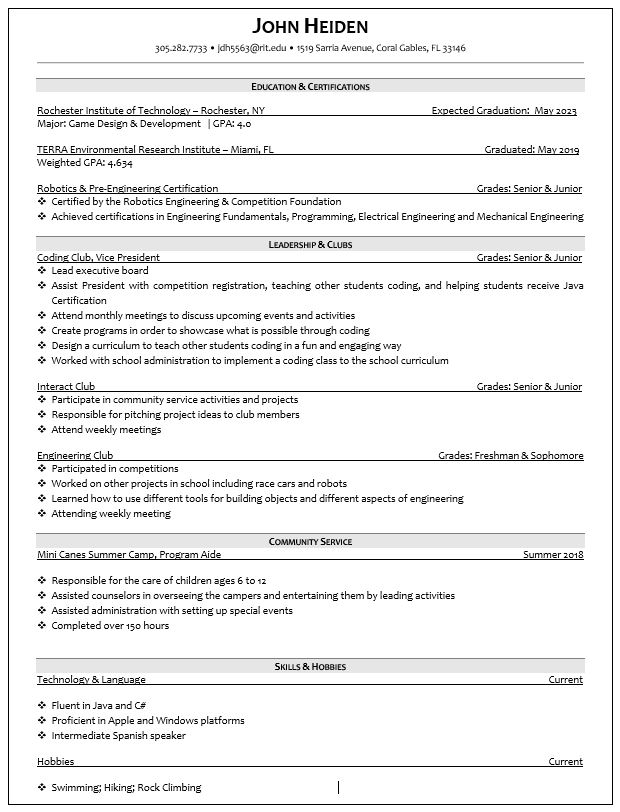 JOHN HEIDEN
305.282.7733 • jdh5563@rit.edu • 1519 Sarria Avenue, Coral Gables, FL 33146
EDUCATION & CERTIFICATIONS
Rochester Institute of Technology – Rochester, NY Expected Graduation: May 2023
Major: Game Design & Development | GPA: 4.0
TERRA Environmental Research Institute – Miami, FL Graduated: May 2019
Weighted GPA: 4.634
Robotics & Pre-Engineering Certification Grades: Senior & Junior
❖ Certified by the Robotics Engineering & Competition Foundation
❖ Achieved certifications in Engineering Fundamentals, Programming, Electrical Engineering and Mechanical Engineering
LEADERSHIP & CLUBS
Coding Club, Vice President Grades: Senior & Junior
❖ Lead executive board
❖ Assist President with competition registration, teaching other students coding, and helping students receive Java
Certification
❖ Attend monthly meetings to discuss upcoming events and activities
❖ Create programs in order to showcase what is possible through coding
❖ Design a curriculum to teach other students coding in a fun and engaging way
❖ Worked with school administration to implement a coding class to the school curriculum
Interact Club Grades: Senior & Junior
❖ Participate in community service activities and projects
❖ Responsible for pitching project ideas to club members
❖ Attend weekly meetings
Engineering Club Grades: Freshman & Sophomore
❖ Participated in competitions
❖ Worked on other projects in school including race cars and robots
❖ Learned how to use different tools for building objects and different aspects of engineering
❖ Attending weekly meeting
COMMUNITY SERVICE
Mini Canes Summer Camp, Program Aide Summer 2018
❖ Responsible for the care of children ages 6 to 12
❖ Assisted counselors in overseeing the campers and entertaining them by leading activities
❖ Assisted administration with setting up special events
❖ Completed over 150 hours
SKILLS & HOBBIES
Technology & Language Current
❖ Fluent in Java and C#
❖ Proficient in Apple and Windows platforms
❖ Intermediate Spanish speaker
Hobbies Current
❖ Swimming; Hiking; Rock Climbing